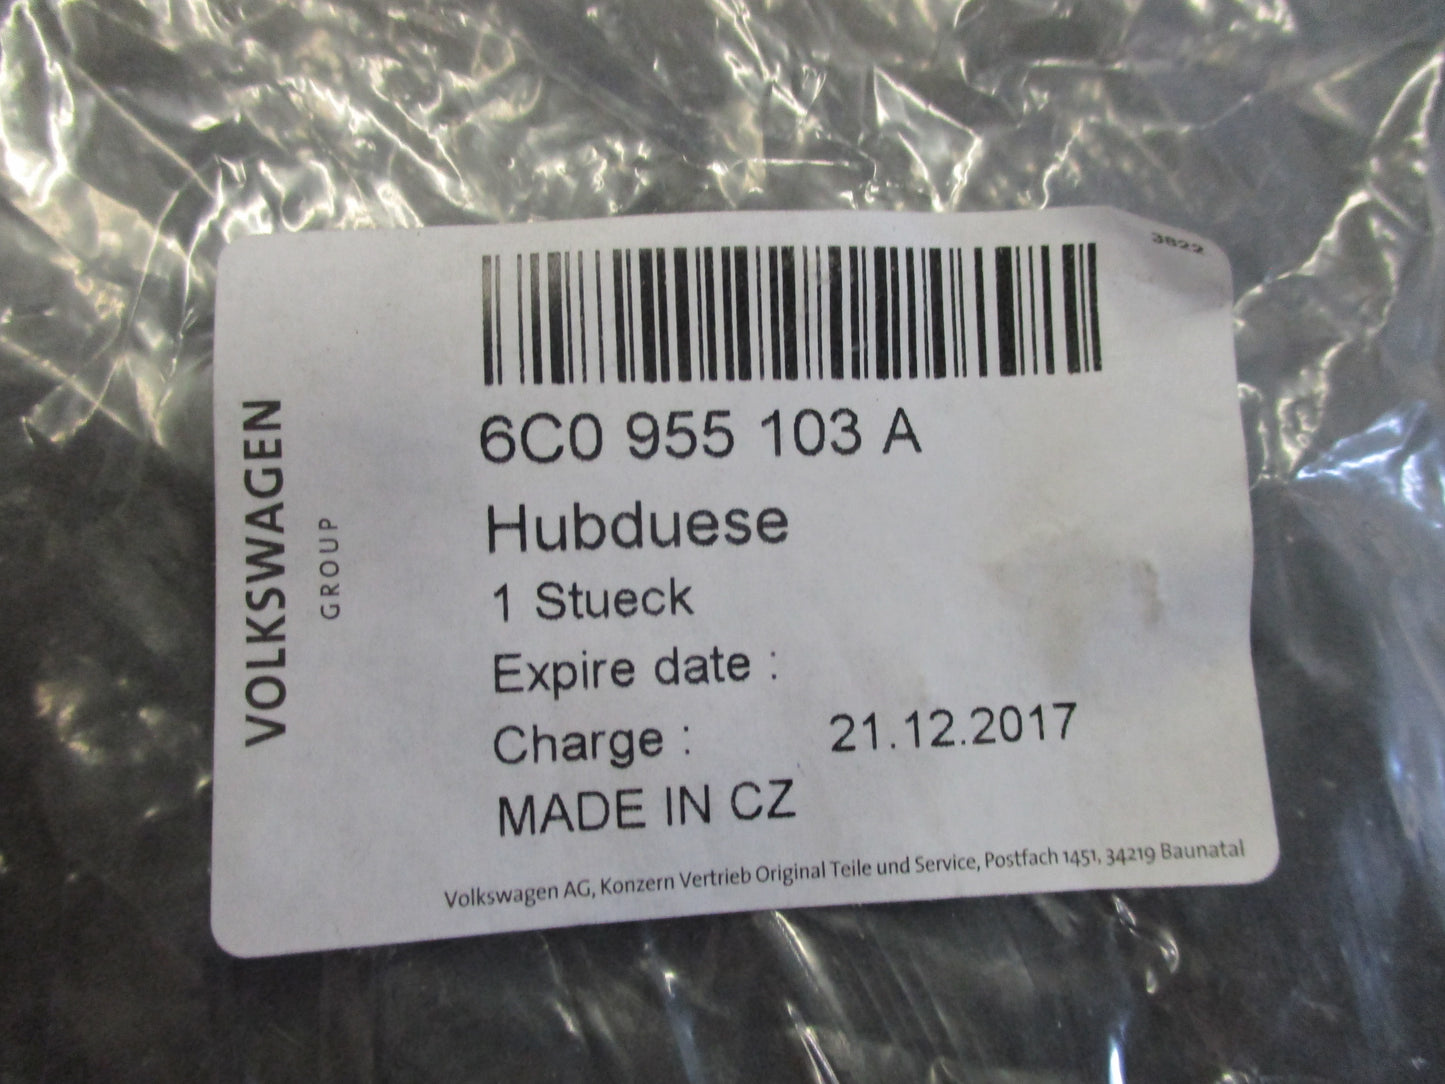 3822
6C0 955 103 A
Hubduese
1 Stueck
Expire date :
Charge : 21.12.2017
MADE IN CZ
Volkswagen AG, Konzern Vertrieb Original Teile und Service, Postfach 1451, 34219 Baunatal
VOLKSWAGEN
GROUP